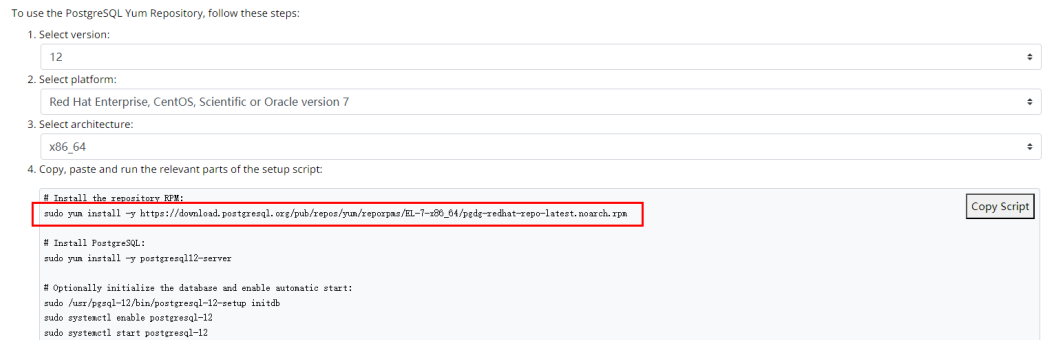 To use the PostgreSQL Yum Repository, follow these steps:
1. Select version:
12
2. Select platform:
Red Hat Enterprise, CentOS, Scientific or Oracle version 7
3. Select architecture:
x86_64
4. Copy, paste and run the relevant parts of the setup script:
# Install the repository RPM:
sudo yum install -y https://download.postgresql.org/pub/repos/yum/reporpms/EL-7-x86_64/pgdg-redhat-repo-latest.noarch.rpm
Copy Script
# Install PostgreSQL:
sudo yum install -y postgresql12-server
# Optionally initialize the database and enable automatic start:
sudo /usr/pgsql-12/bin/postgresql-12-setup initdb
sudo systemctl enable postgresql-12
sudo systemctl start postgresql-12